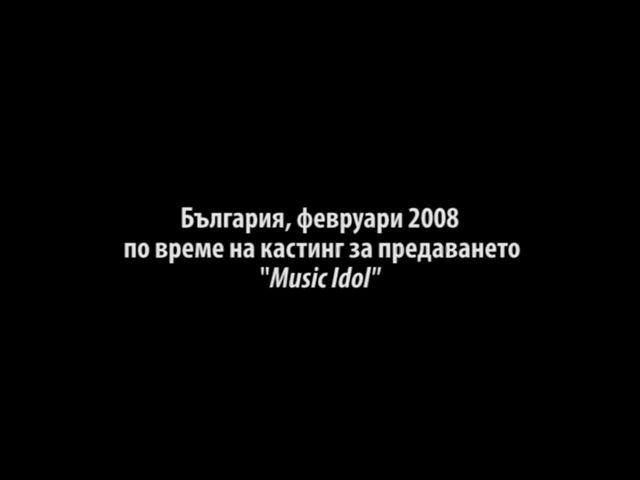 България, февруари 2008
по време на кастинг за предаването
"Music Idol"